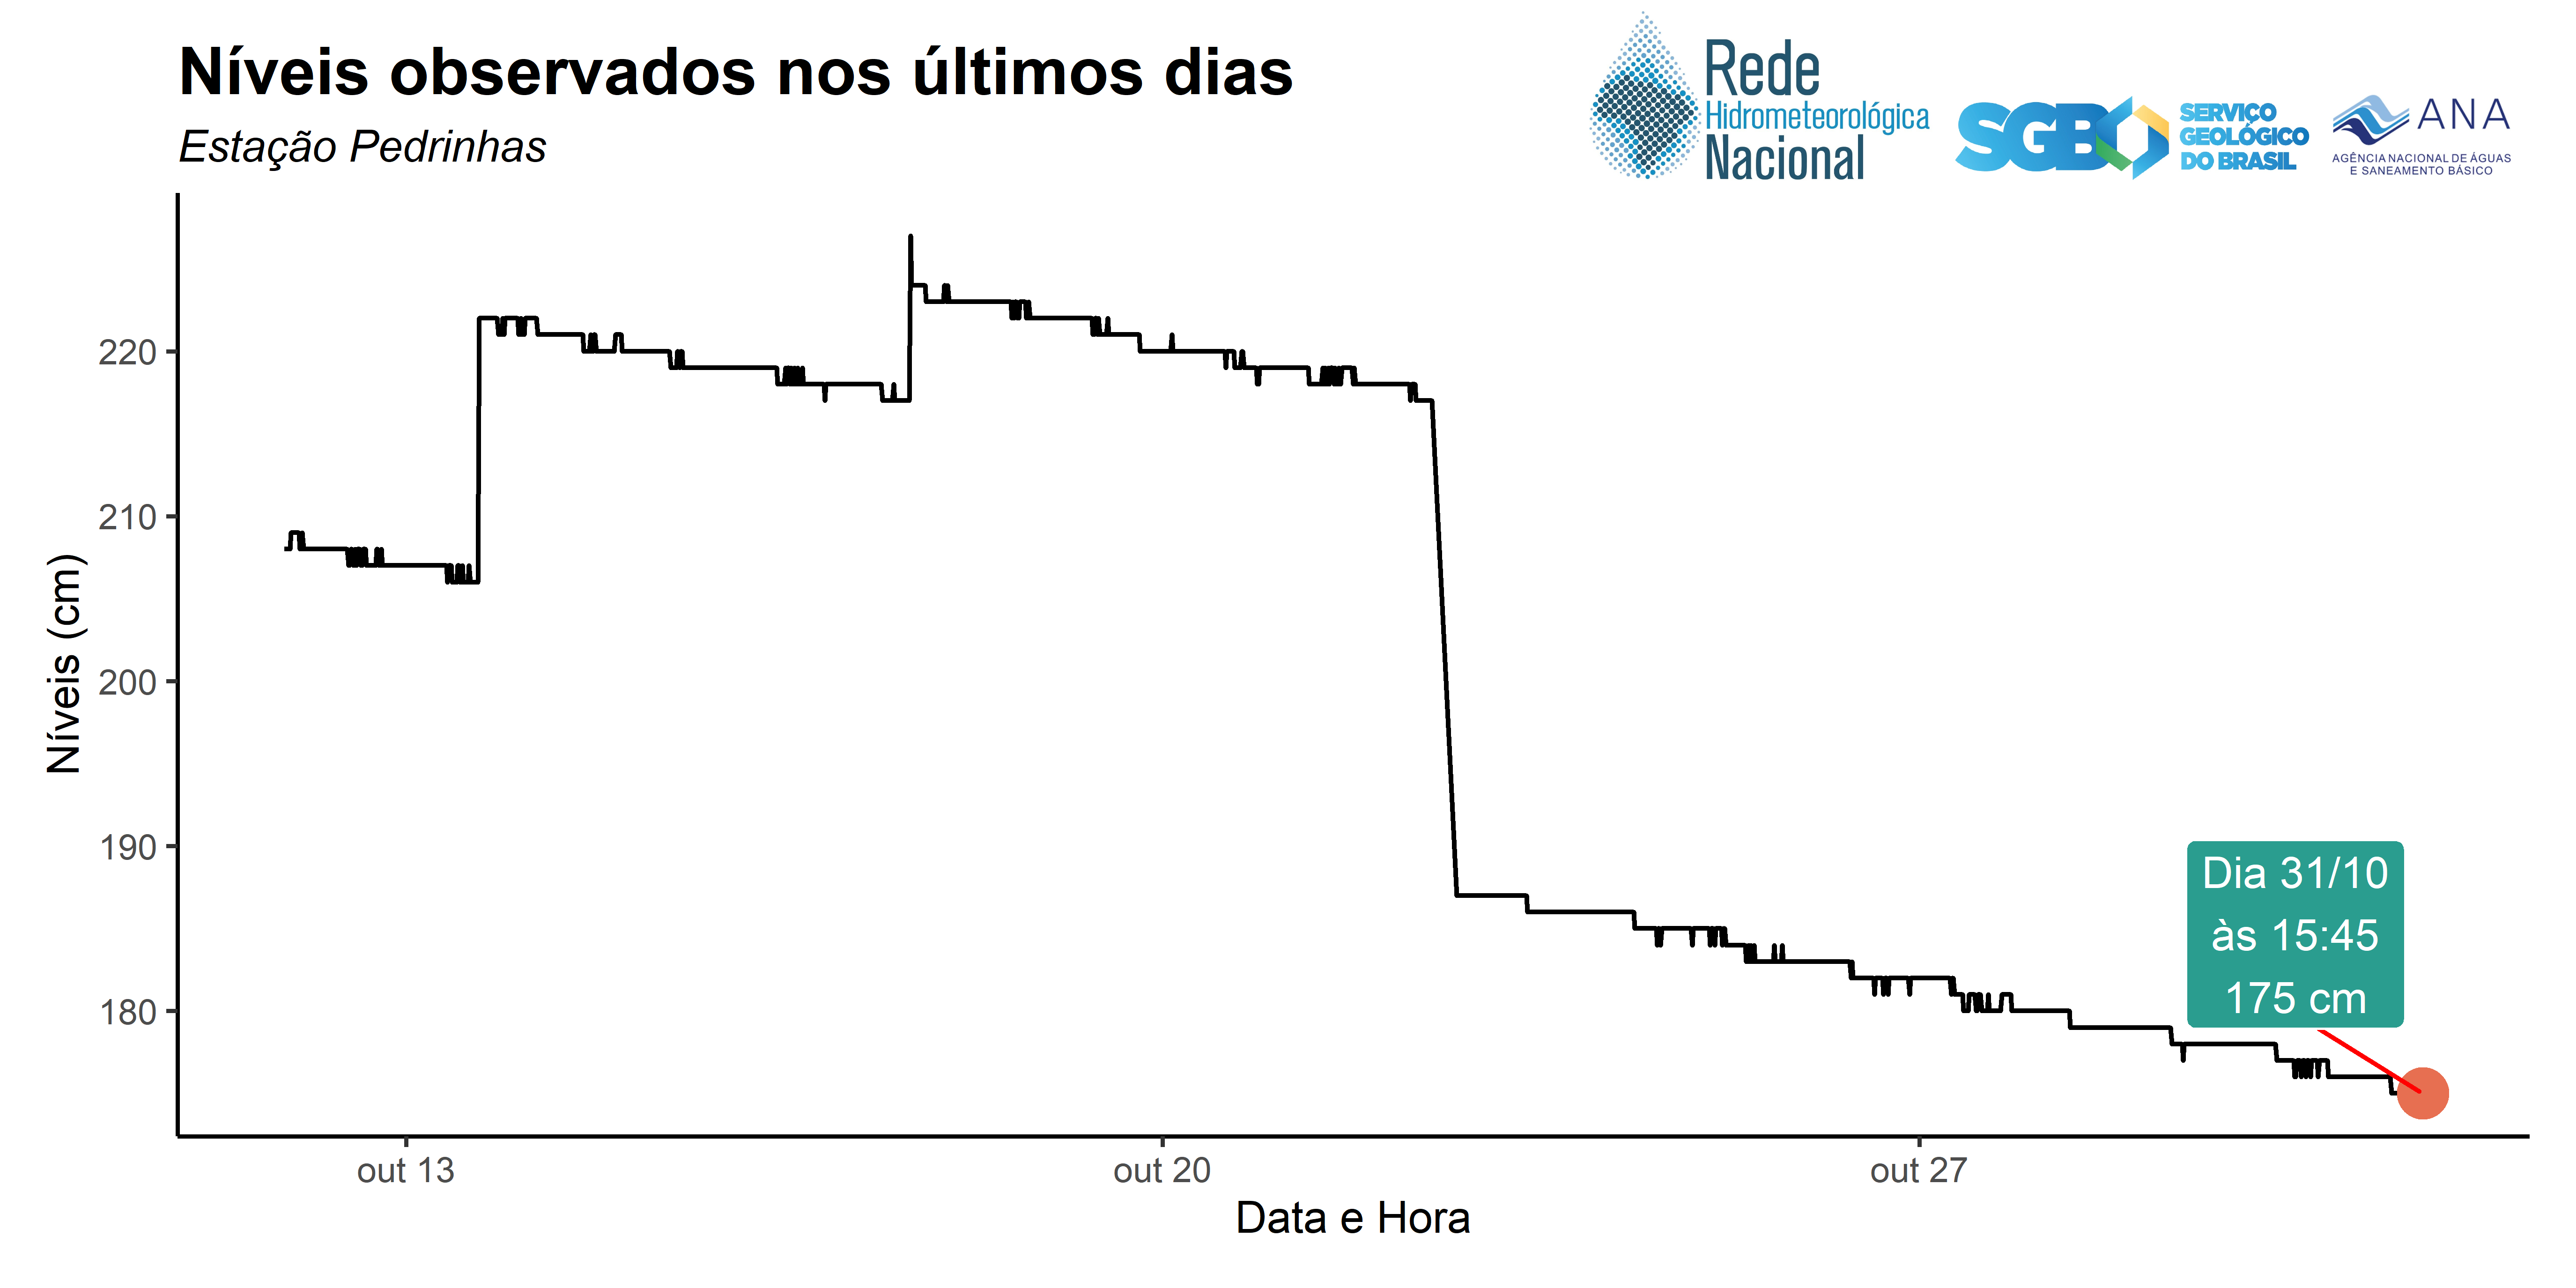 Níveis observados nos últimos dias
Estação Pedrinhas
Rede
Hidrometeorológica
Nacional
SGB
SERVIÇO
GEOLÓGICO
DO BRASIL
ANA
AGÊNCIA NACIONAL DE ÁGUAS
E SANEAMENTO BÁSICO
Níveis (cm)
220
210
200
190
180
Dia 31/10
às 15:45
175 cm
out 13
out 20
out 27
Data e Hora